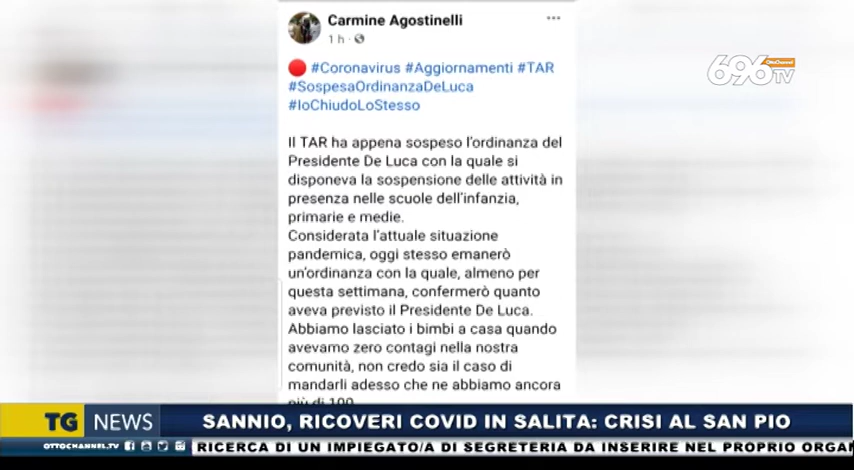 Carmine Agostinelli
1 h
#Coronavirus #Aggiornamenti #TAR
#SospesaOrdinanzaDeLuca
#IoChiudoLoStesso
Il TAR ha appena sospeso l'ordinanza del
Presidente De Luca con la quale si
disponeva la sospensione delle attività in
presenza nelle scuole dell'infanzia,
primarie e medie.
Considerata l'attuale situazione
pandemica, oggi stesso emanerò
un'ordinanza con la quale, almeno per
questa settimana, confermerò quanto
aveva previsto il Presidente De Luca.
Abbiamo lasciato i bimbi a casa quando
avevamo zero contagi nella nostra
comunità, non credo sia il caso di
mandarli adesso che ne abbiamo ancora
più di 100
696 OttoChannel TV
TG NEWS
SANNIO, RICOVERI COVID IN SALITA: CRISI AL SAN PIO
OTTOCHANNEL.TV
RICERCA DI UN IMPIEGATO/A DI SEGRETERIA DA INSERIRE NEL PROPRIO ORGAN